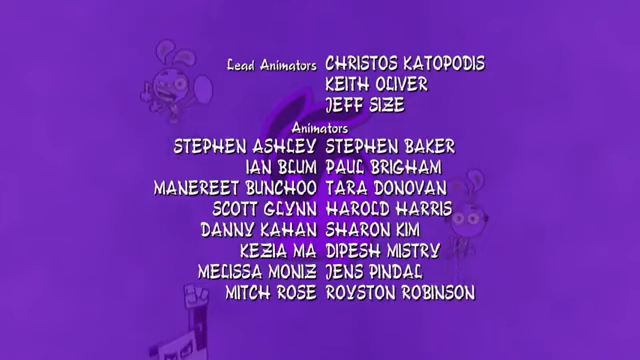 Lead Animators CHRISTOS KATOPODIS
KEITH OLIVER
JEFF SIZE
Animators
STEPHEN ASHLEY STEPHEN BAKER
IAN BLUM PAUL BRIGHAM
MANEREET BUNCHOO TARA DONOVAN
SCOTT GLYNN HAROLD HARRIS
DANNY KAHAN SHARON KIM
KEZIA MA DIPESH MISTRY
MELISSA MONIZ JENS PINDAL
MITCH ROSE ROYSTON ROBINSON